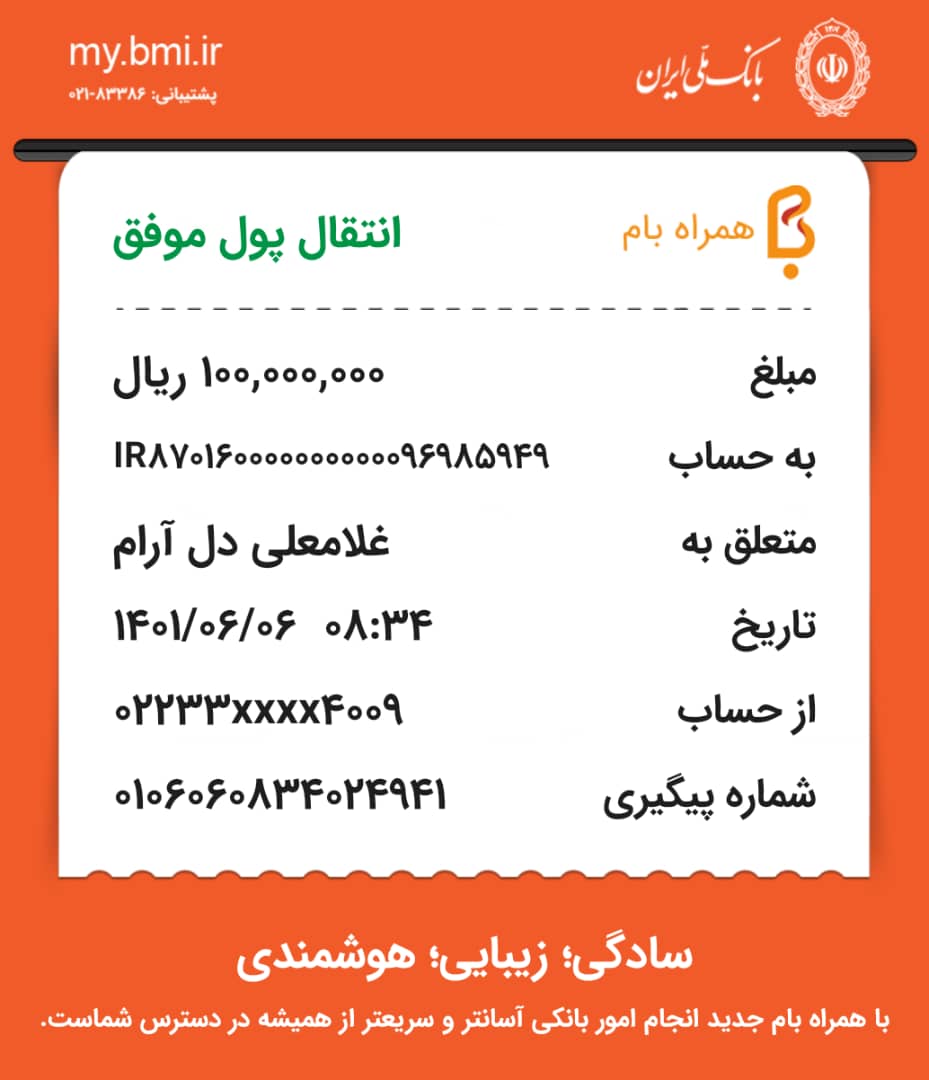 my.bmi.ir
پشتیبانی: ۸۳۳۸۶-۰۲۱
بانک ملّی ایران
همراه بام
انتقال پول موفق
مبلغ ۱۰۰,۰۰۰,۰۰۰ ریال
به حساب IR۸۷۰۱۶۰۰۰۰۰۰۰۰۰۰۰۰۹۶۹۸۵۹۴۹
متعلق به غلامعلی دل آرام
تاریخ ۱۴۰۱/۰۶/۰۶ ۰۸:۳۴
از حساب ۰۲۲۳۳xxxx۴۰۰۹
شماره پیگیری ۰۱۰۶۰۶۰۸۳۴۰۲۴۹۴۱
سادگی؛ زیبایی؛ هوشمندی
با همراه بام جدید انجام امور بانکی آسانتر و سریعتر از همیشه در دسترس شماست.